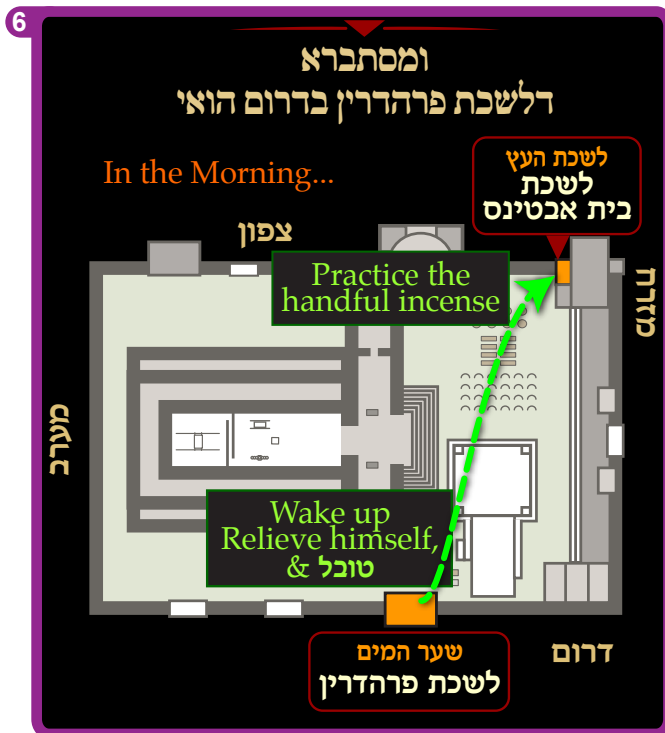 6
ומסתברא
דלשכת פרהדרין בדרום הואי
In the Morning...
לשכת העץ
לשכת
בית אבטינס
צפון
מזרח
Practice the
handful incense
מערב
Wake up
Relieve himself,
& טובל
שער המים
לשכת פרהדרין
דרום